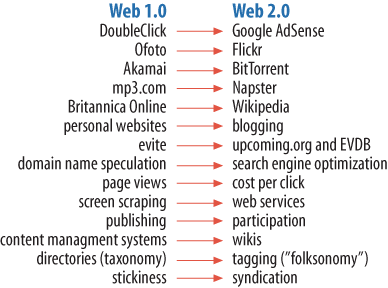 Web 1.0 Web 2.0
DoubleClick Google AdSense
Ofoto Flickr
Akamai BitTorrent
mp3.com Napster
Britannica Online Wikipedia
personal websites blogging
evite upcoming.org and EVDB
domain name speculation search engine optimization
page views cost per click
screen scraping web services
publishing participation
content managment systems wikis
directories (taxonomy) tagging ("folksonomy")
stickiness syndication